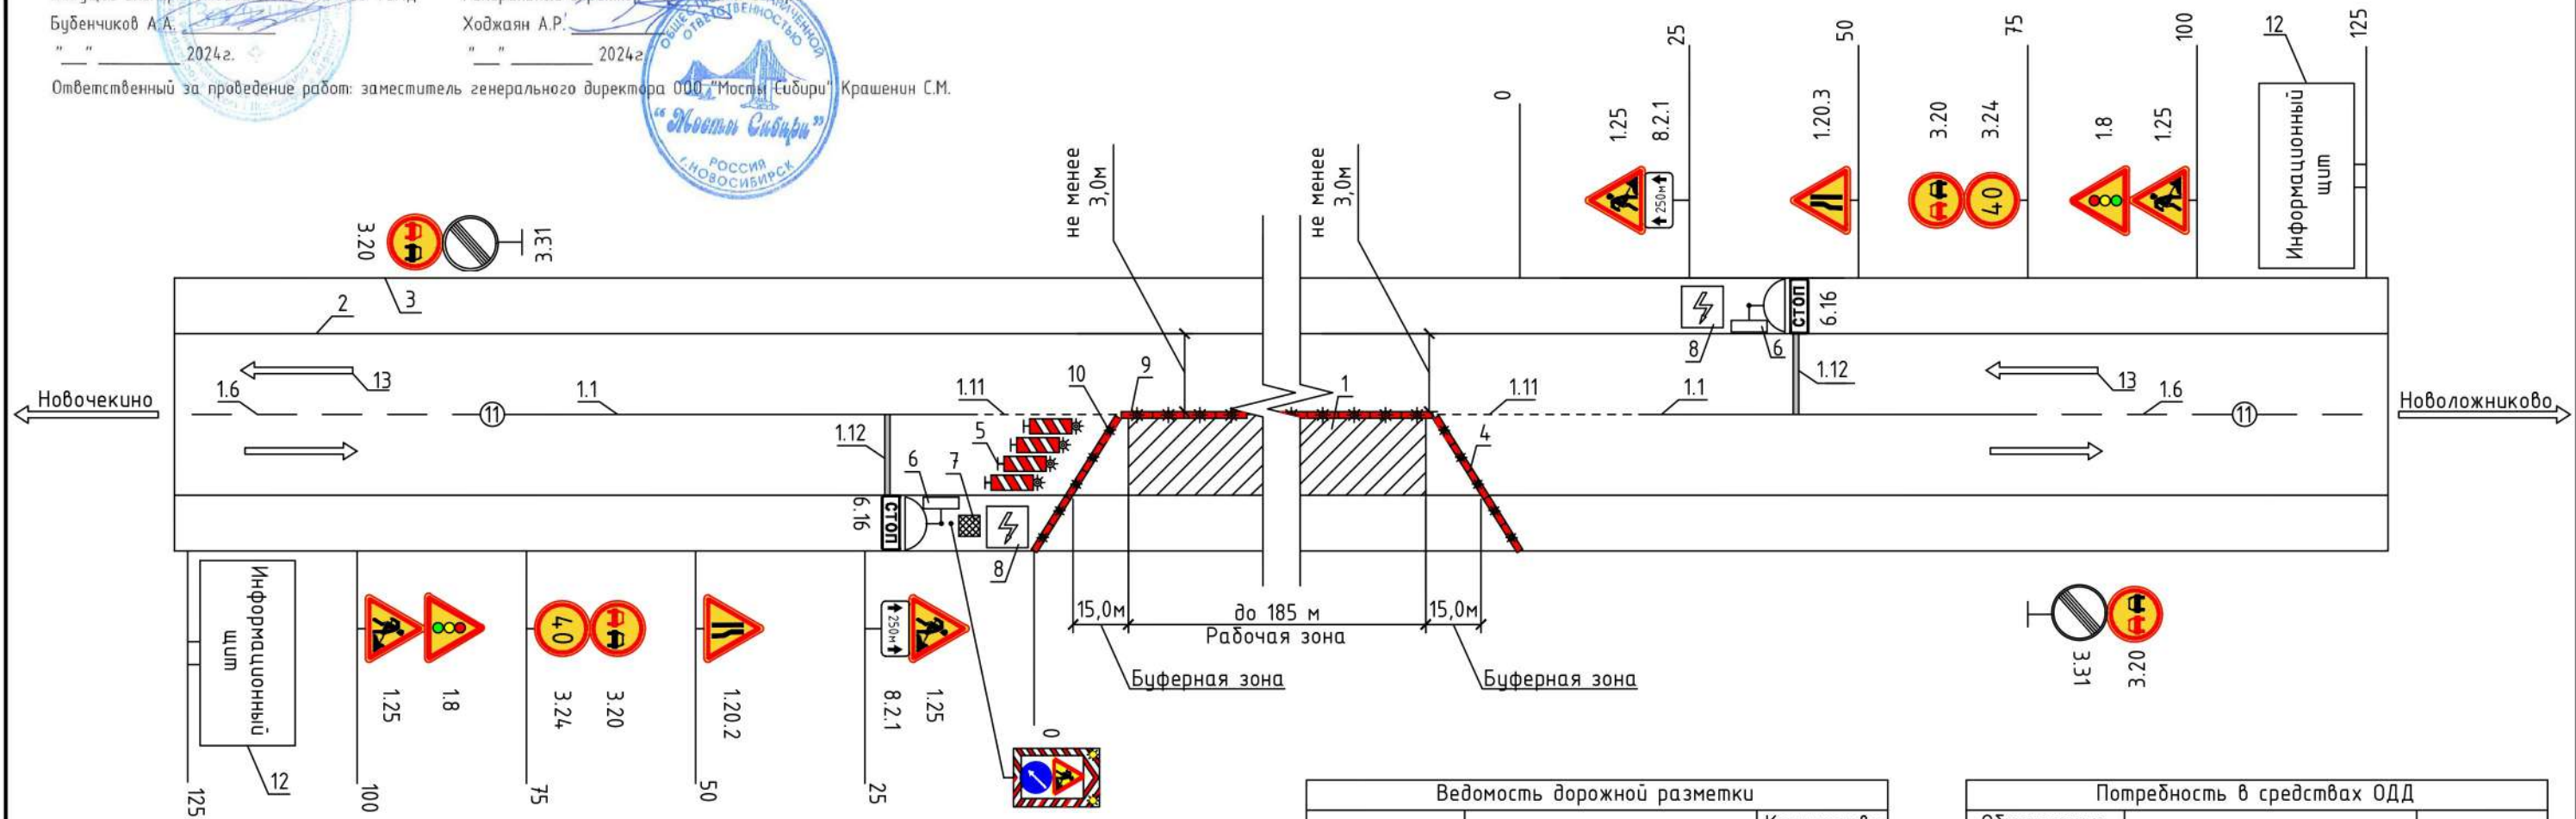 Бубенчиков А.А.
Ходжаян А.Р.
" " 2024г.
" " 2024г.
Ответственный за проведение работ: заместитель генерального директора ООО "Мосты Сибири" Крашенин С.М.
ОТВЕТСТВЕННОСТЬЮ
"Мосты Сибири"
РОССИЯ
г.НОВОСИБИРСК
0
25
50
75
100
12
125
1.25
8.2.1
1.20.3
3.20
3.24
1.8
1.25
Информационный
щит
250м
40
не менее
3,0м
не менее
3,0м
3.20
3.31
2
3
8
6
СТОП
6.16
Новочекино
13
1.6
11
1.1
1.11
10
9
1
1.11
1.1
1.12
13
1.6
11
Новоложниково
1.12
5
4
6
7
6.16
СТОП
8
15,0м
до 185 м
15,0м
Рабочая зона
Буферная зона
Буферная зона
3.31
3.20
Информационный
щит
40
250м
1.25
1.8
3.24
3.20
1.20.2
8.2.1
1.25
0
12
125
100
75
50
25
Ведомость дорожной разметки
Потребность в средствах ОДД